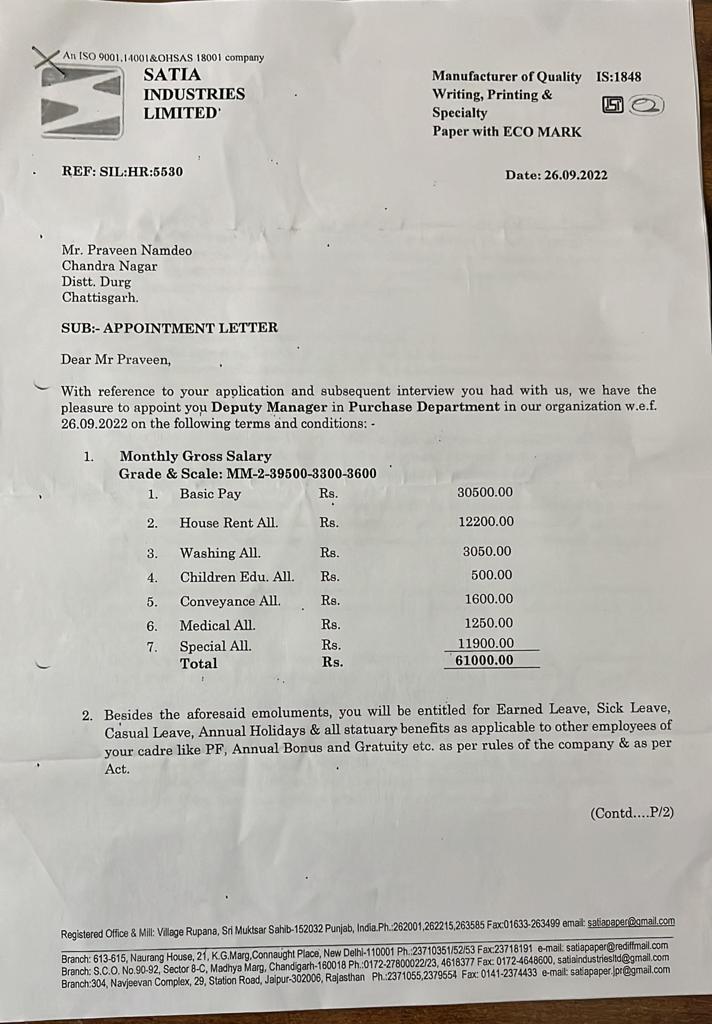 An ISO 9001,14001&OHSAS 18001 company
SATIA
INDUSTRIES
LIMITED
Manufacturer of Quality IS:1848
Writing, Printing &
Specialty
Paper with ECO MARK
ISI
REF: SIL:HR:5530
Date: 26.09.2022
Mr. Praveen Namdeo
Chandra Nagar
Distt. Durg
Chattisgarh.
SUB:- APPOINTMENT LETTER
Dear Mr Praveen,
With reference to your application and subsequent interview you had with us, we have the
pleasure to appoint you Deputy Manager in Purchase Department in our organization w.e.f.
26.09.2022 on the following terms and conditions: -
1. Monthly Gross Salary
Grade & Scale: MM-2-39500-3300-3600
1. Basic Pay Rs. 30500.00
2. House Rent All. Rs. 12200.00
3. Washing All. Rs. 3050.00
4. Children Edu. All. Rs. 500.00
5. Conveyance All. Rs. 1600.00
6. Medical All. Rs. 1250.00
7. Special All. Rs. 11900.00
Total Rs. 61000.00
2. Besides the aforesaid emoluments, you will be entitled for Earned Leave, Sick Leave,
Casual Leave, Annual Holidays & all statuary benefits as applicable to other employees of
your cadre like PF, Annual Bonus and Gratuity etc. as per rules of the company & as per
Act.
(Contd....P/2)
Registered Office & Mill: Village Rupana, Sri Muktsar Sahib-152032 Punjab, India.Ph.:262001,262215,263585 Fax:01633-263499 email: satiapaper@gmail.com
Branch: 613-615, Naurang House, 21, K.G.Marg,Connaught Place, New Delhi-110001 Ph.:23710351/52/53 Fax:23718191 e-mail: satiapaper@rediffmail.com
Branch: S.C.O. No.90-92, Sector 8-C, Madhya Marg, Chandigarh-160018 Ph.:0172-27800022/23, 4618377 Fax: 0172-4648600, satiaindustriesltd@gmail.com
Branch:304, Navjeevan Complex, 29, Station Road, Jaipur-302006, Rajasthan Ph.:2371055,2379554 Fax: 0141-2374433 e-mail: satiapaper.jpr@gmail.com